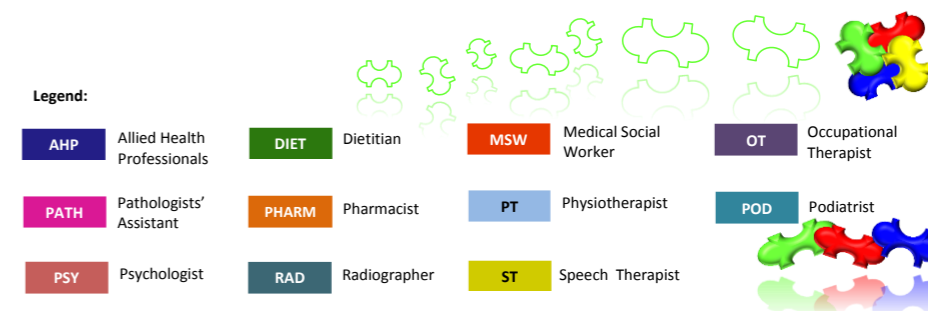 Legend:
AHP Allied Health Professionals
DIET Dietitian
MSW Medical Social Worker
OT Occupational Therapist
PATH Pathologists’ Assistant
PHARM Pharmacist
PT Physiotherapist
POD Podiatrist
PSY Psychologist
RAD Radiographer
ST Speech Therapist